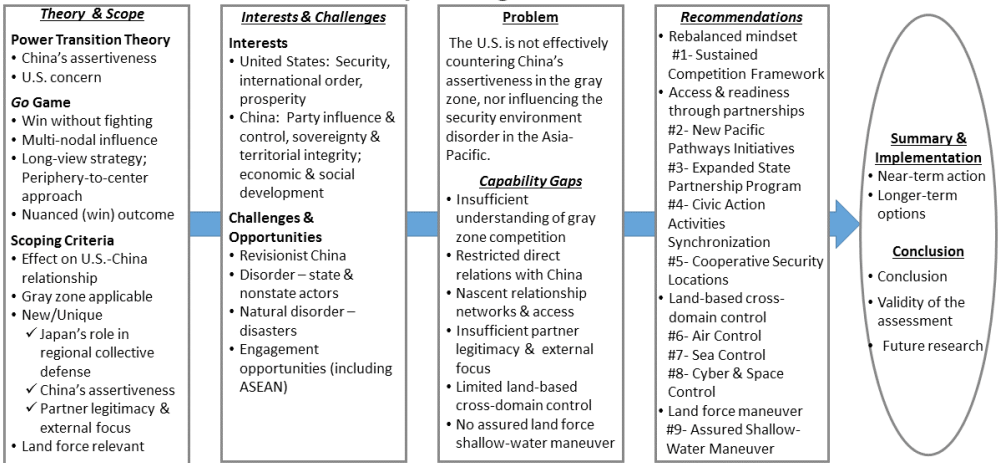 Theory & Scope
Power Transition Theory
• China's assertiveness
• U.S. concern
Go Game
• Win without fighting
• Multi-nodal influence
• Long-view strategy;
Periphery-to-center
approach
• Nuanced (win) outcome
Scoping Criteria
• Effect on U.S.-China
relationship
• Gray zone applicable
• New/Unique
✓ Japan's role in
regional collective
defense
✓ China's assertiveness
✓ Partner legitimacy &
external focus
• Land force relevant
Interests & Challenges
Interests
• United States: Security,
international order,
prosperity
• China: Party influence &
control, sovereignty &
territorial integrity;
economic & social
development
Challenges &
Opportunities
• Revisionist China
• Disorder – state &
nonstate actors
• Natural disorder –
disasters
• Engagement
opportunities (including
ASEAN)
Problem
The U.S. is not effectively
countering China's
assertiveness in the gray
zone, nor influencing the
security environment
disorder in the Asia-
Pacific.
Capability Gaps
• Insufficient
understanding of gray
zone competition
• Restricted direct
relations with China
• Nascent relationship
networks & access
• Insufficient partner
legitimacy & external
focus
• Limited land-based
cross-domain control
• No assured land force
shallow-water maneuver
Recommendations
• Rebalanced mindset
#1- Sustained
Competition Framework
• Access & readiness
through partnerships
#2- New Pacific
Pathways Initiatives
#3- Expanded State
Partnership Program
#4- Civic Action
Activities
Synchronization
#5- Cooperative Security
Locations
• Land-based cross-
domain control
#6- Air Control
#7- Sea Control
#8- Cyber & Space
Control
• Land force maneuver
#9- Assured Shallow-
Water Maneuver
Summary &
Implementation
• Near-term action
• Longer-term
options
Conclusion
• Conclusion
• Validity of the
assessment
• Future research